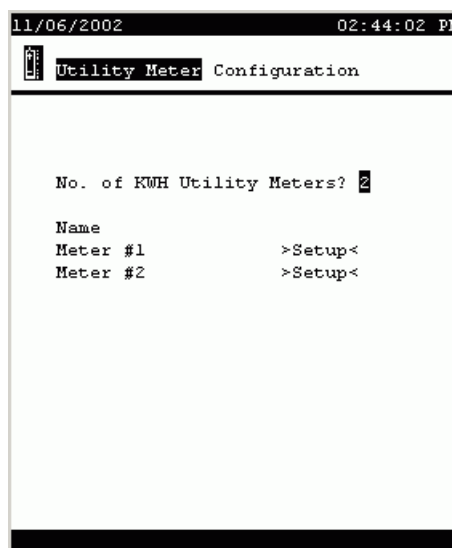 11/06/2002 02:44:02 P
Utility Meter Configuration
No. of KWH Utility Meters? 2
Name
Meter #1 >Setup<
Meter #2 >Setup<